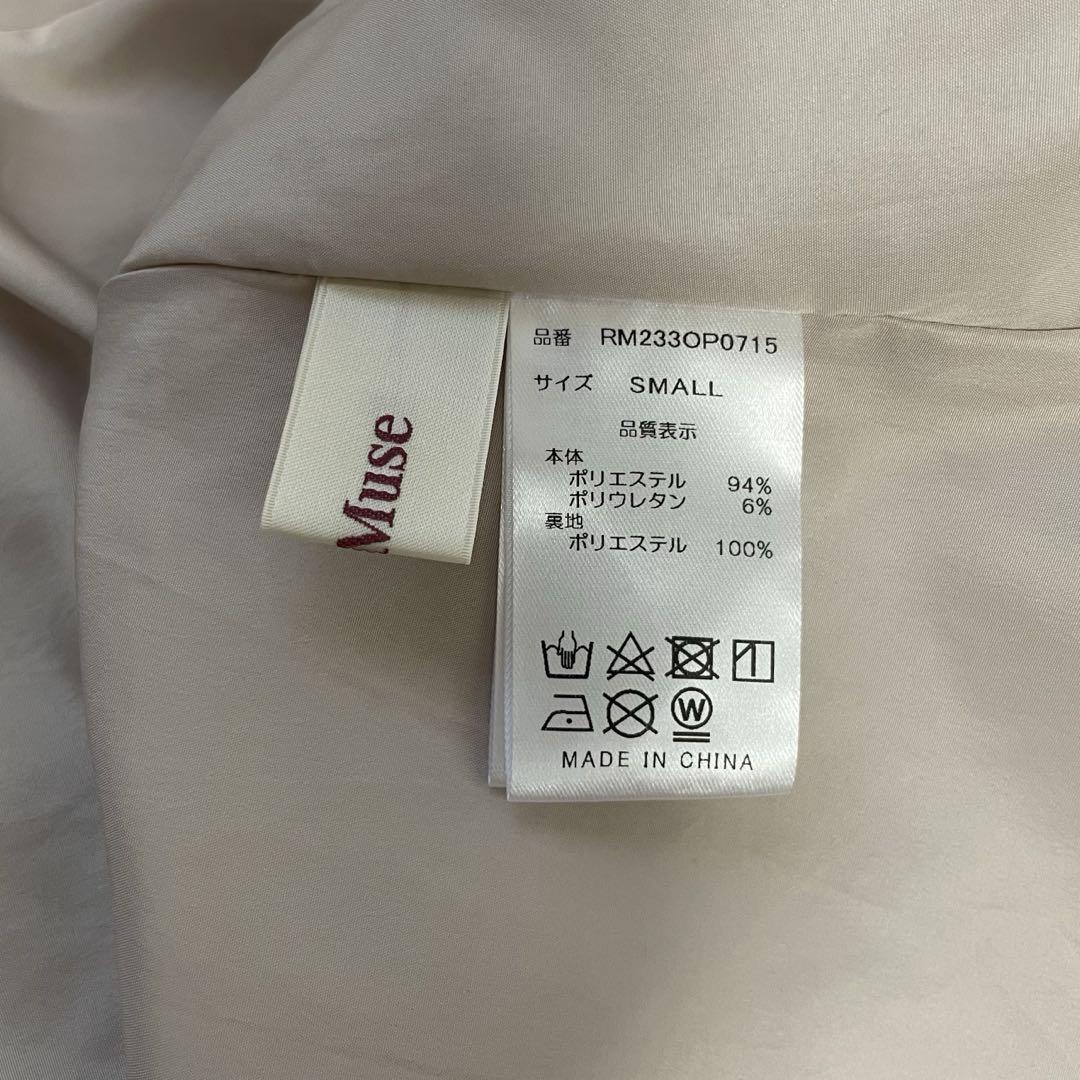 Muse
品番 RM233OP0715
サイズ SMALL
品質表示
本体
ポリエステル 94%
ポリウレタン 6%
裏地
ポリエステル 100%
W
MADE IN CHINA